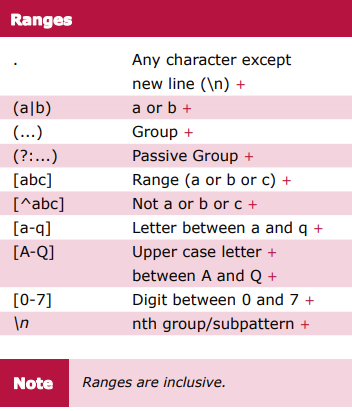 Ranges
. Any character except
new line (\n) +
(a|b) a or b +
(...) Group +
(?:...) Passive Group +
[abc] Range (a or b or c) +
[^abc] Not a or b or c +
[a-q] Letter between a and q +
[A-Q] Upper case letter +
between A and Q +
[0-7] Digit between 0 and 7 +
\n nth group/subpattern +
Note Ranges are inclusive.